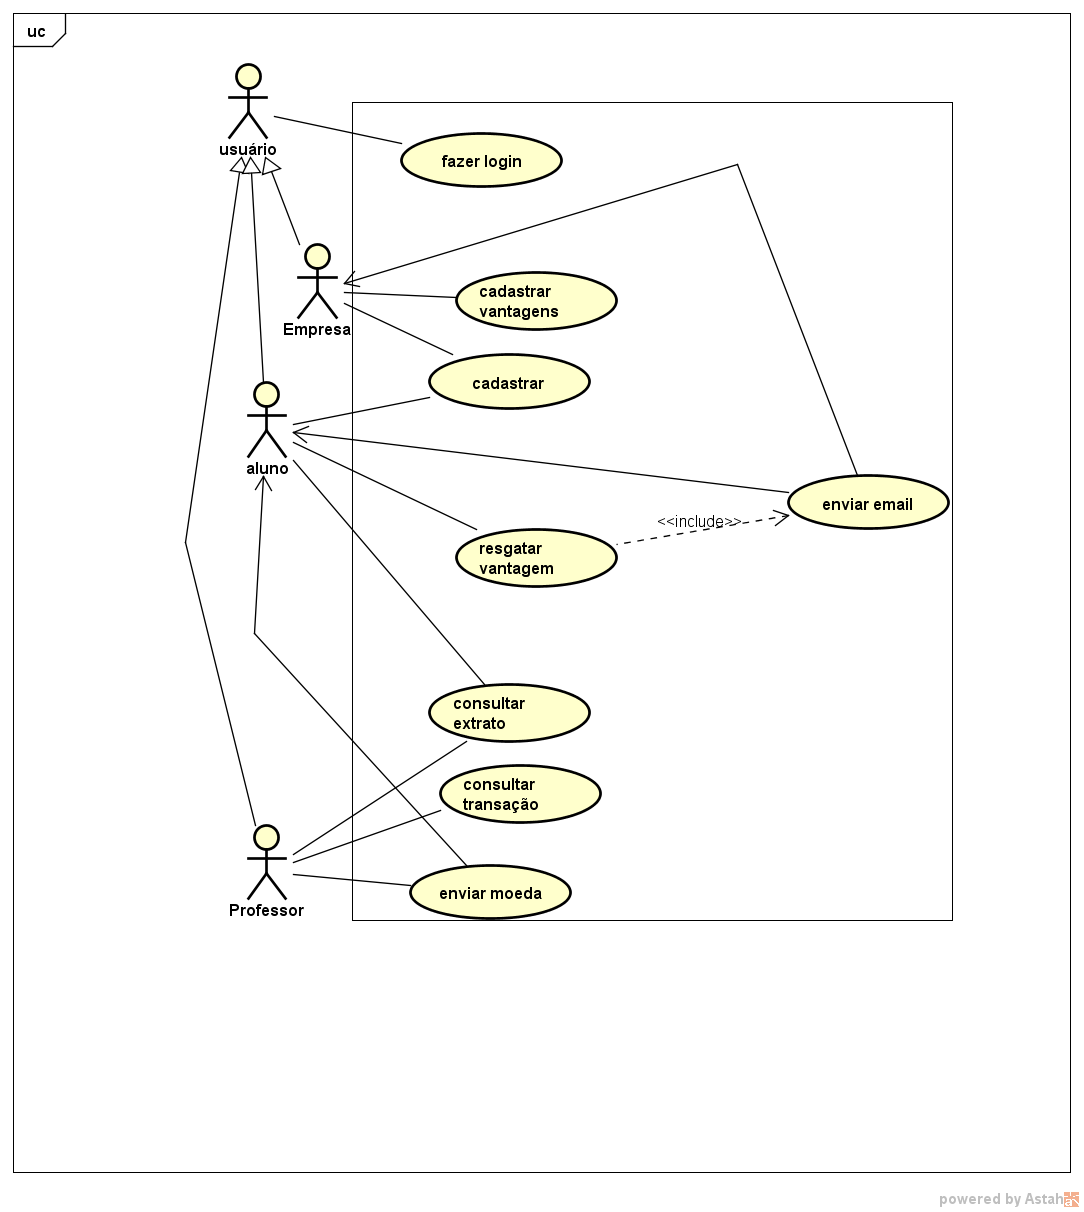 uc
usuário
fazer login
Empresa
cadastrar
vantagens
cadastrar
aluno
enviar email
<<include>>
resgatar
vantagem
consultar
extrato
consultar
transação
Professor
enviar moeda
powered by Astah